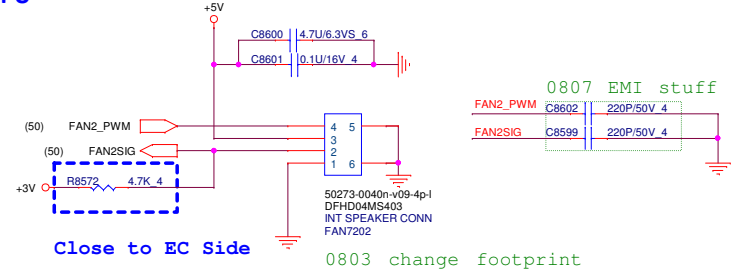 +5V
C8600 4.7U/6.3VS_6
C8601 0.1U/16V_4
0807 EMI stuff
FAN2_PWM C8602 220P/50V_4
(50) FAN2_PWM 4 5
3
FAN2SIG C8599 220P/50V_4
(50) FAN2SIG 2
1 6
+3V R8572 4.7K_4
50273-0040n-v09-4p-l
DFHD04MS403
INT SPEAKER CONN
FAN7202
Close to EC Side
0803 change footprint